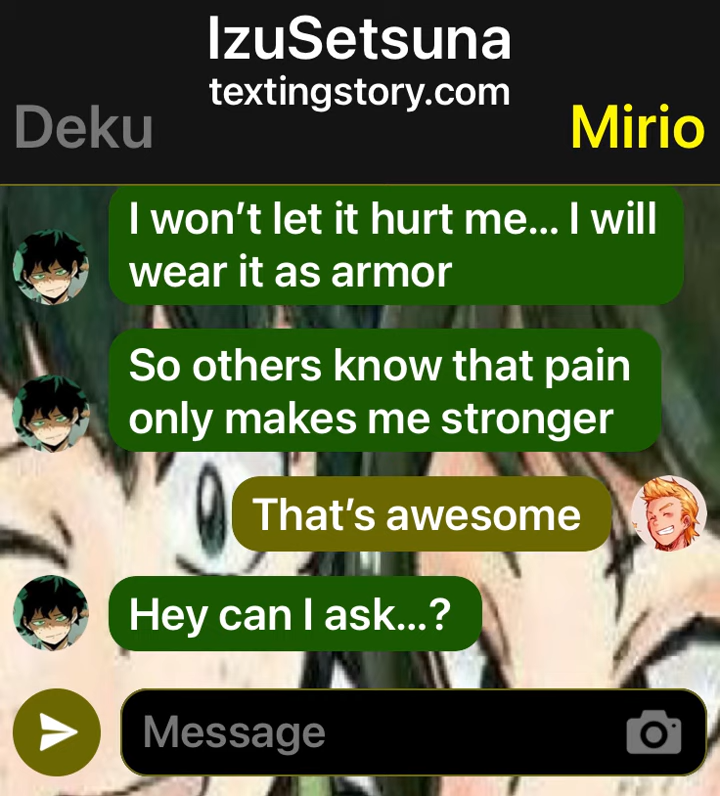 IzuSetsuna
textingstory.com
Deku
Mirio
I won’t let it hurt me... I will
wear it as armor
So others know that pain
only makes me stronger
That’s awesome
Hey can I ask...?
Message